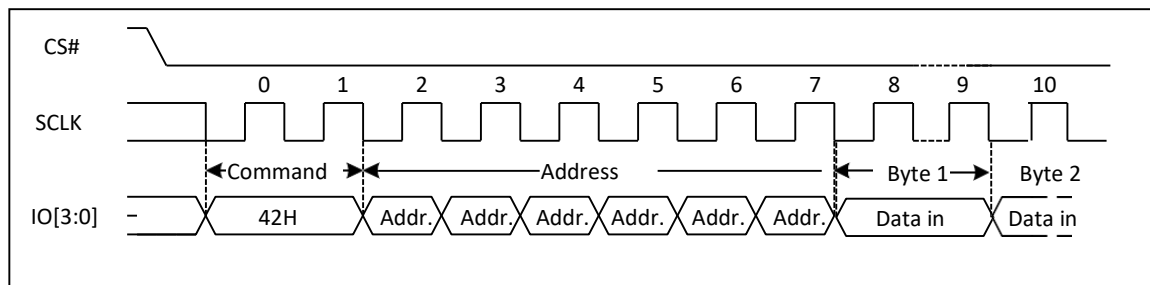 CS#
0 1 2 3 4 5 6 7 8 9 10
SCLK
Command Address Byte 1 Byte 2
IO[3:0] 42H Addr. Addr. Addr. Addr. Addr. Addr. Data in Data in